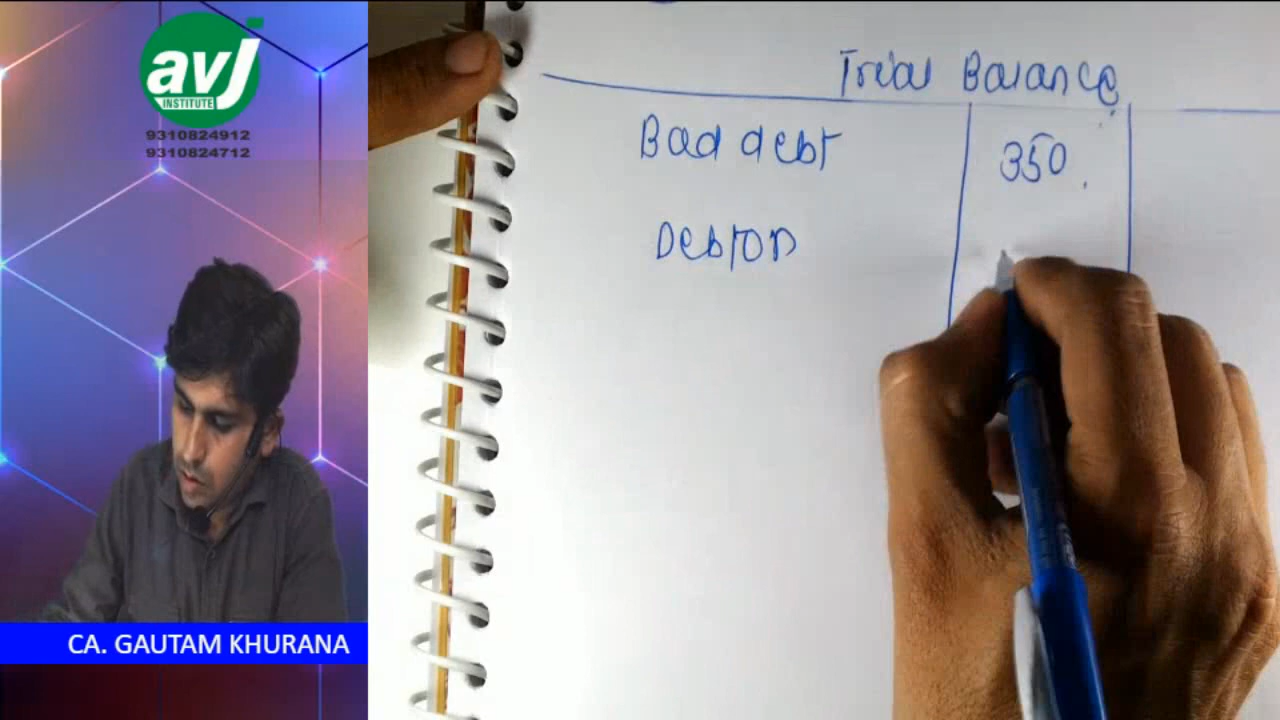 avj
INSTITUTE
9310824912
9310824712
CA. GAUTAM KHURANA
Trial Balance
Bad debt 350
Debtors